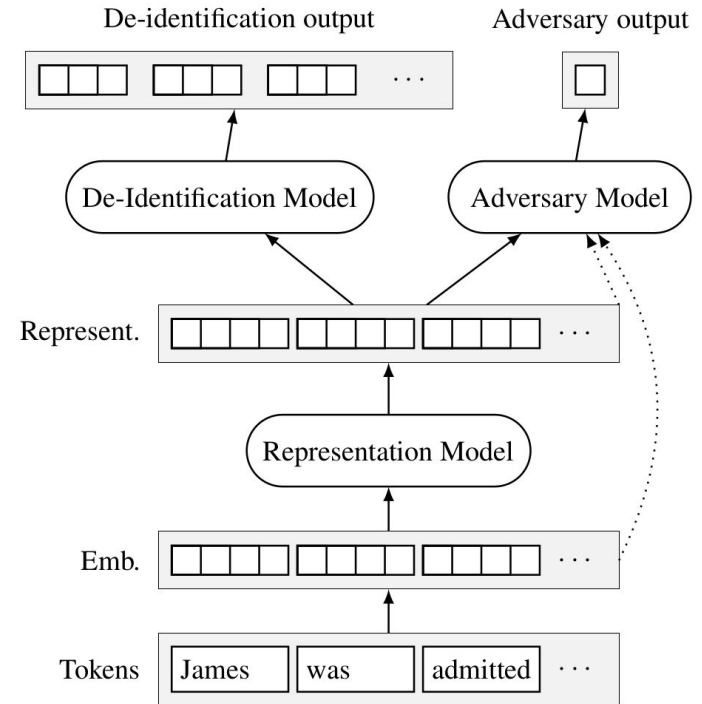 De-identification output
Adversary output
···
De-Identification Model
Adversary Model
Represent.
···
Representation Model
Emb.
···
Tokens
James
was
admitted
···